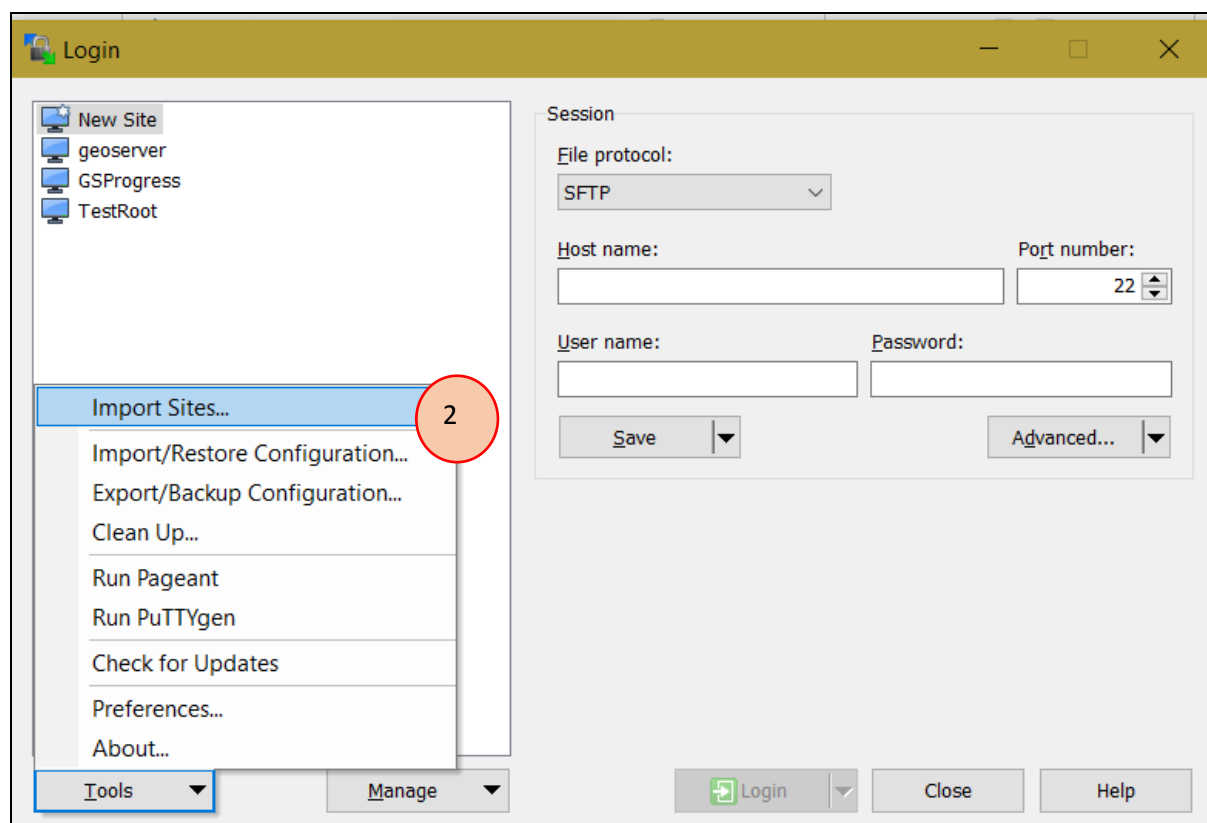 Login
New Site
geoserver
GSProgress
TestRoot
Session
File protocol:
SFTP
Host name:
Port number:
22
User name:
Password:
Save
Advanced...
Import Sites...
2
Import/Restore Configuration...
Export/Backup Configuration...
Clean Up...
Run Pageant
Run PuTTYgen
Check for Updates
Preferences...
About...
Tools
Manage
Login
Close
Help